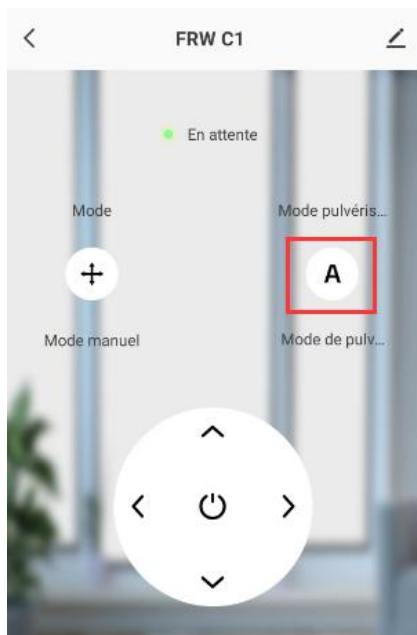 FRW C1
En attente
Mode
Mode pulvéris...
A
Mode manuel
Mode de pulv...